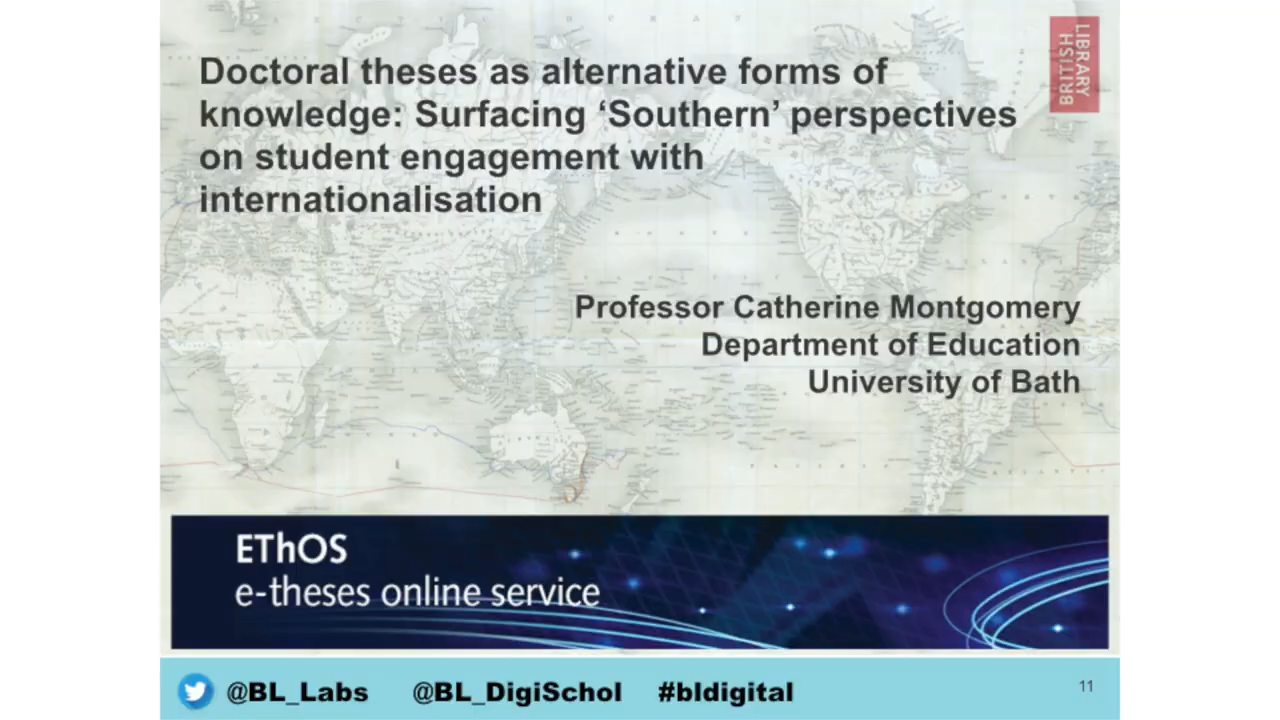 Doctoral theses as alternative forms of
knowledge: Surfacing ‘Southern’ perspectives
on student engagement with
internationalisation
LIBRARY
BRITISH
Professor Catherine Montgomery
Department of Education
University of Bath
EThOS
e-theses online service
@BL_Labs @BL_DigiSchol #bldigital
11